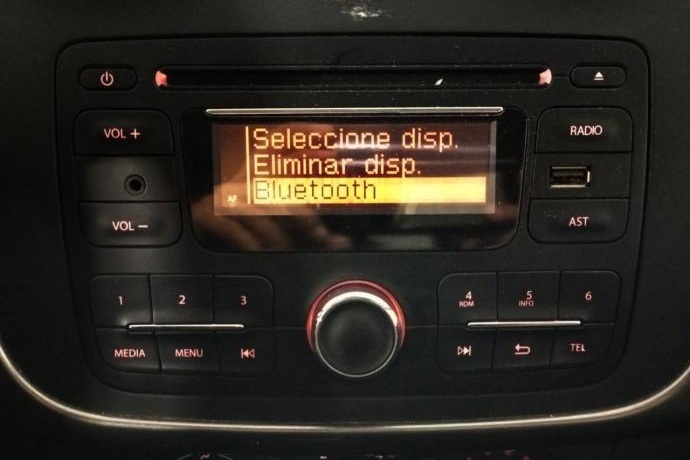 VOL +
VOL −
Seleccione disp.
Eliminar disp.
Bluetooth
AF
RADIO
AST
1 2 3
4 RDM
5 INFO
6
MEDIA MENU
TEL